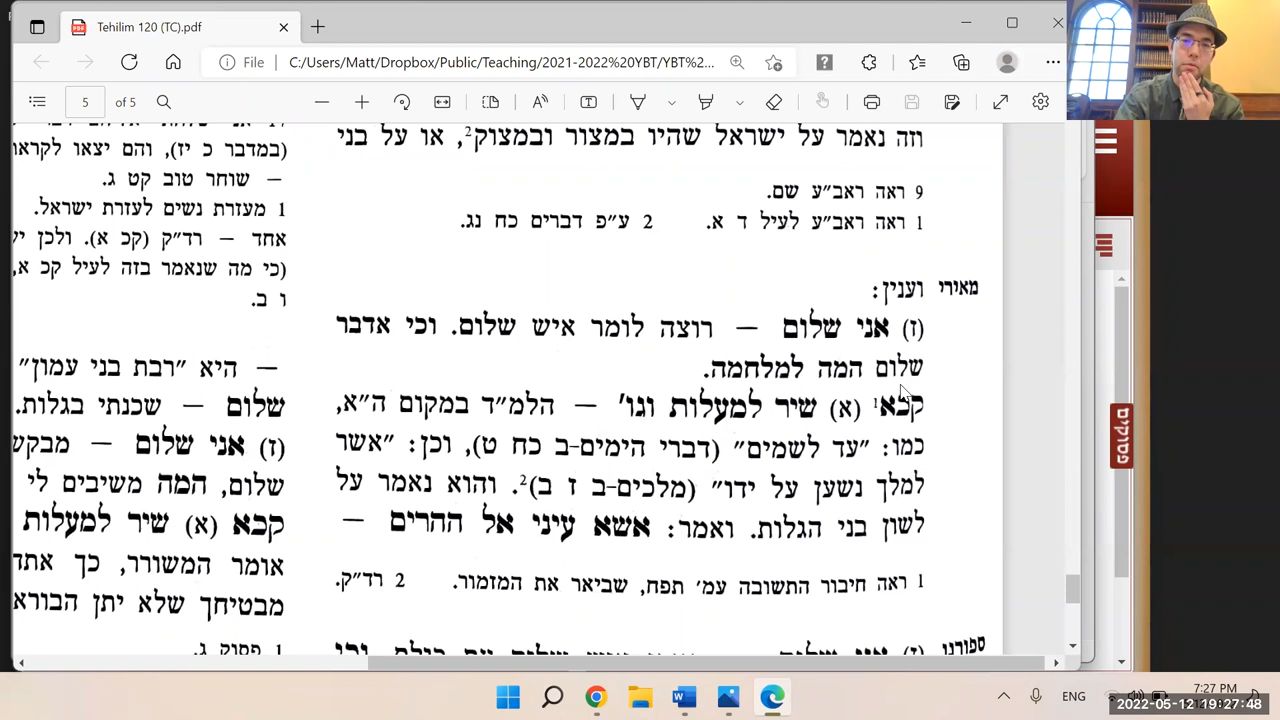 Tehilim 120 (TC).pdf
File C:/Users/Matt/Dropbox/Public/Teaching/2021-2022%20YBT/YBT%2...
5 of 5
וזה נאמר על ישראל שהיו במצור ובמצוק2, או על בני
9 ראה ראב״ע שם.
1 ראה ראב״ע לעיל ד א. 2 ע״פ דברים כח נג.
מאירי וענין:
(ז) אני שלום – רוצה לומר איש שלום. וכי אדבר
שלום המה למלחמה.
קכא1 (א) שיר למעלות וגו׳ – הלמ״ד במקום ה״א,
כמו: ״עד לשמים״ (דברי הימים-ב כח ט), וכן: ״אשר
למלך נשען על ידו״ (מלכים-ב ז ב)2. והוא נאמר על
לשון בני הגלות. ואמר: אשא עיני אל ההרים –
1 ראה חיבור התשובה עמ׳ תפח, שביאר את המזמור. 2 רד״ק.
ספורנו
(במדבר כ יז), והם יצאו לקראו
– שוחר טוב קט ג.
1 מעזרת נשים לעזרת ישראל.
אחד – רד״ק (קכ א). ולכן י
(כי מה שנאמר בזה לעיל קכ א,
ו ב.
– היא ״רבת בני עמון״
שלום – שכנתי בגלות.
(ז) אני שלום – מבקש
שלום, המה משיבים לי
קכא (א) שיר למעלות
אומר המשורר, כך אתד
מבטיחך שלא יתן הבורא
1 פסוק ג.
פסוקים
ENG
7:27 PM
2022-05-12 19:27:48